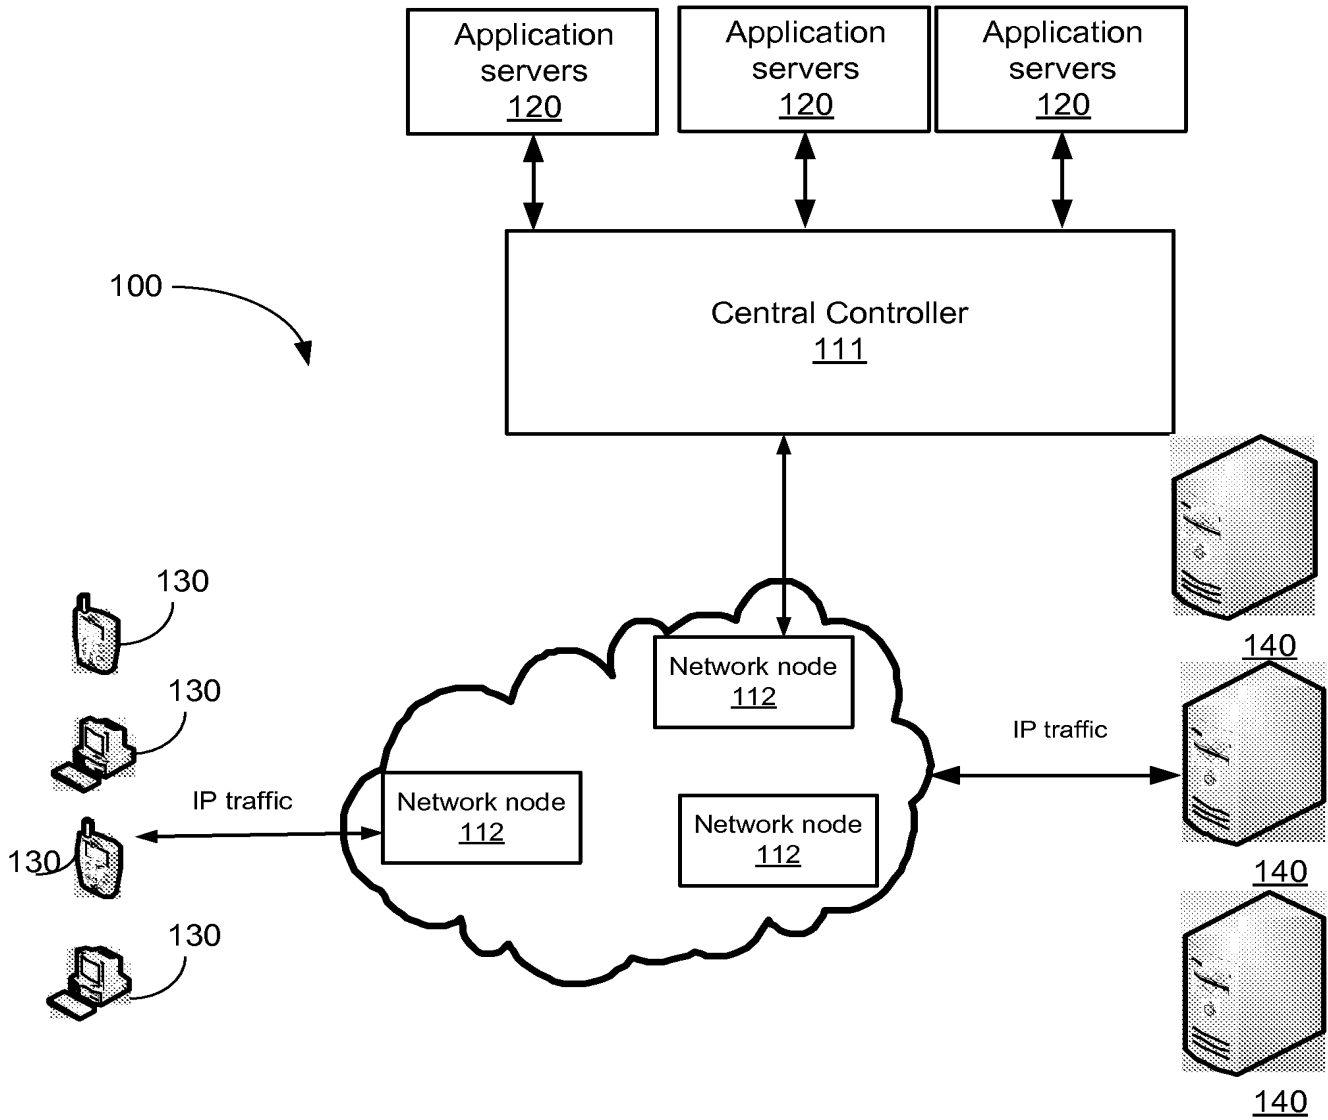 Application
servers
120
Application
servers
120
Application
servers
120
100
Central Controller
111
130
130
IP traffic
130
130
Network node
112
Network node
112
Network node
112
IP traffic
140
140
140